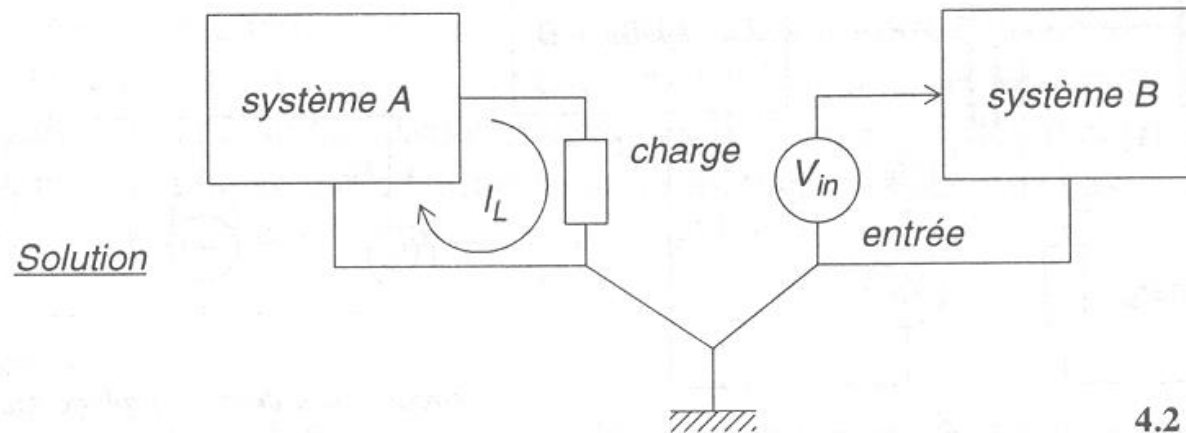 système A
système B
charge
V_in
I_L
entrée
Solution
4.2